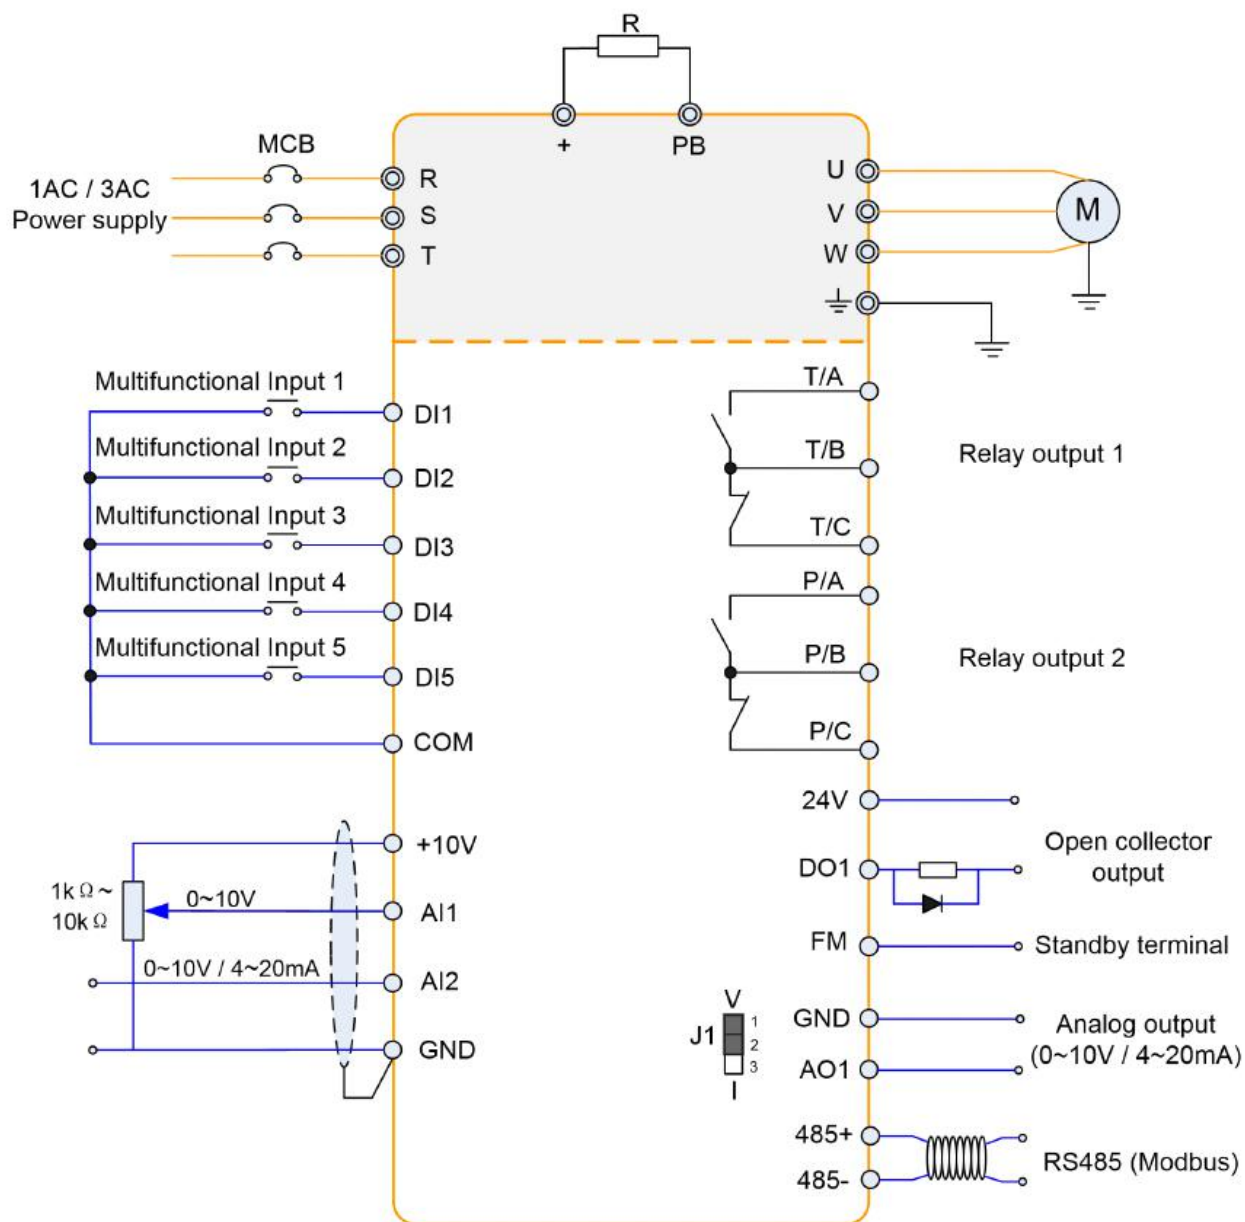 R
+
PB
MCB
1AC / 3AC
Power supply
R
S
T
U
V
W
M
Multifunctional Input 1
DI1
Multifunctional Input 2
DI2
Multifunctional Input 3
DI3
Multifunctional Input 4
DI4
Multifunctional Input 5
DI5
COM
+10V
1kΩ~
10kΩ
0~10V
AI1
0~10V / 4~20mA
AI2
GND
T/A
T/B
T/C
Relay output 1
P/A
P/B
P/C
Relay output 2
24V
DO1
Open collector
output
FM
Standby terminal
V
J1
1
2
3
I
GND
AO1
Analog output
(0~10V / 4~20mA)
485+
485-
RS485 (Modbus)